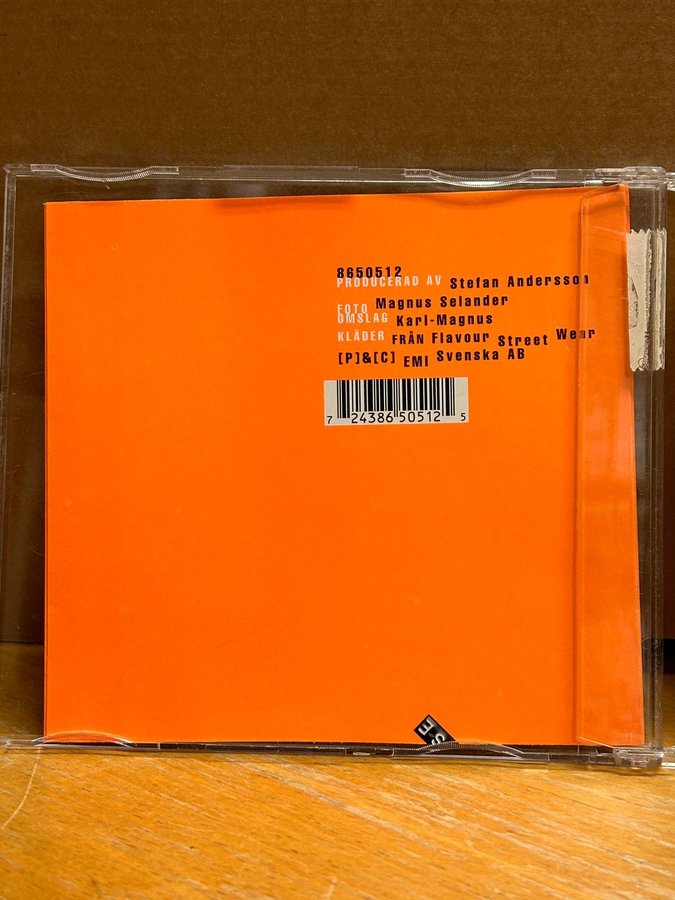 8650512
PRODUCERAD AV Stefan Andersson
FOTO Magnus Selander
OMSLAG Karl-Magnus
KLÄDER FRÅN Flavour Street Wear
[P]&[C] EMI Svenska AB
7 24386 50512 5